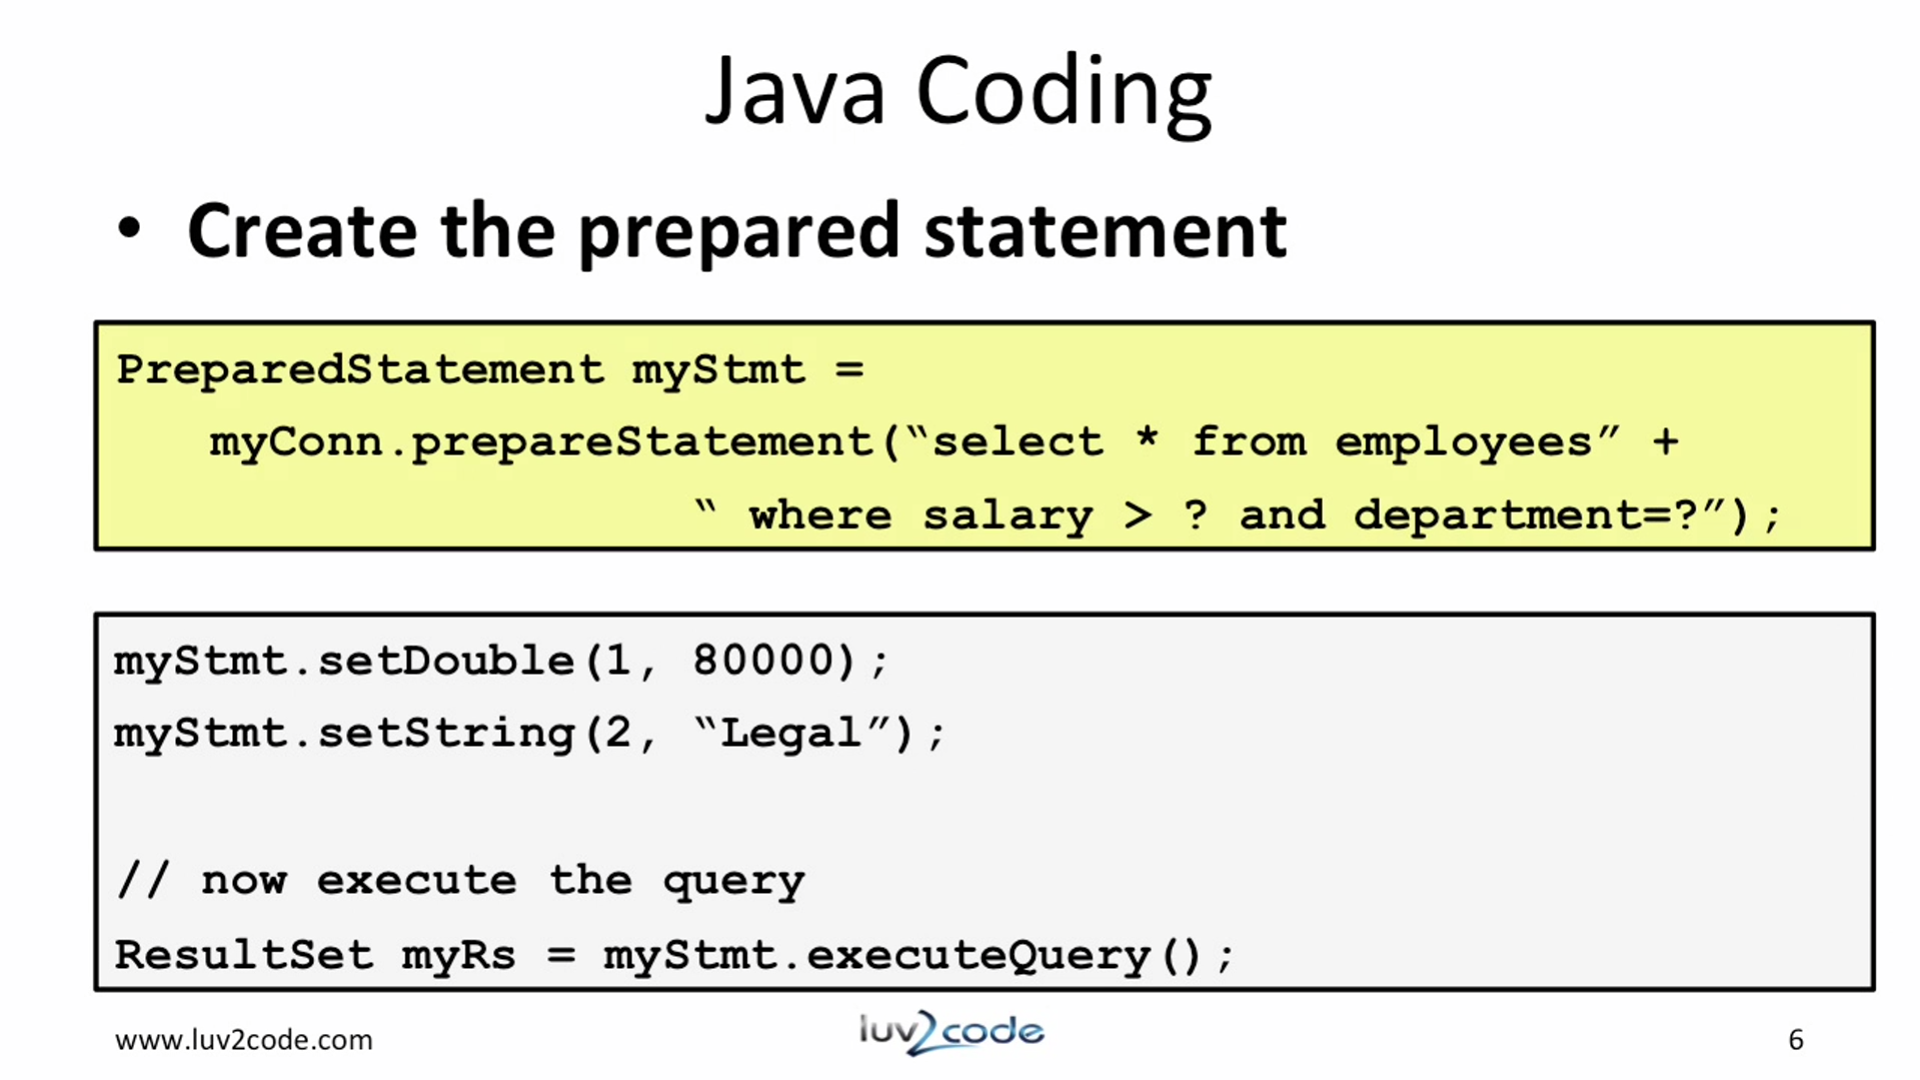 Java Coding
• Create the prepared statement
PreparedStatement myStmt =
myConn.prepareStatement(“select * from employees” +
“ where salary > ? and department=?”);
myStmt.setDouble(1, 80000);
myStmt.setString(2, “Legal”);
// now execute the query
ResultSet myRs = myStmt.executeQuery();
www.luv2code.com
luv2code
6